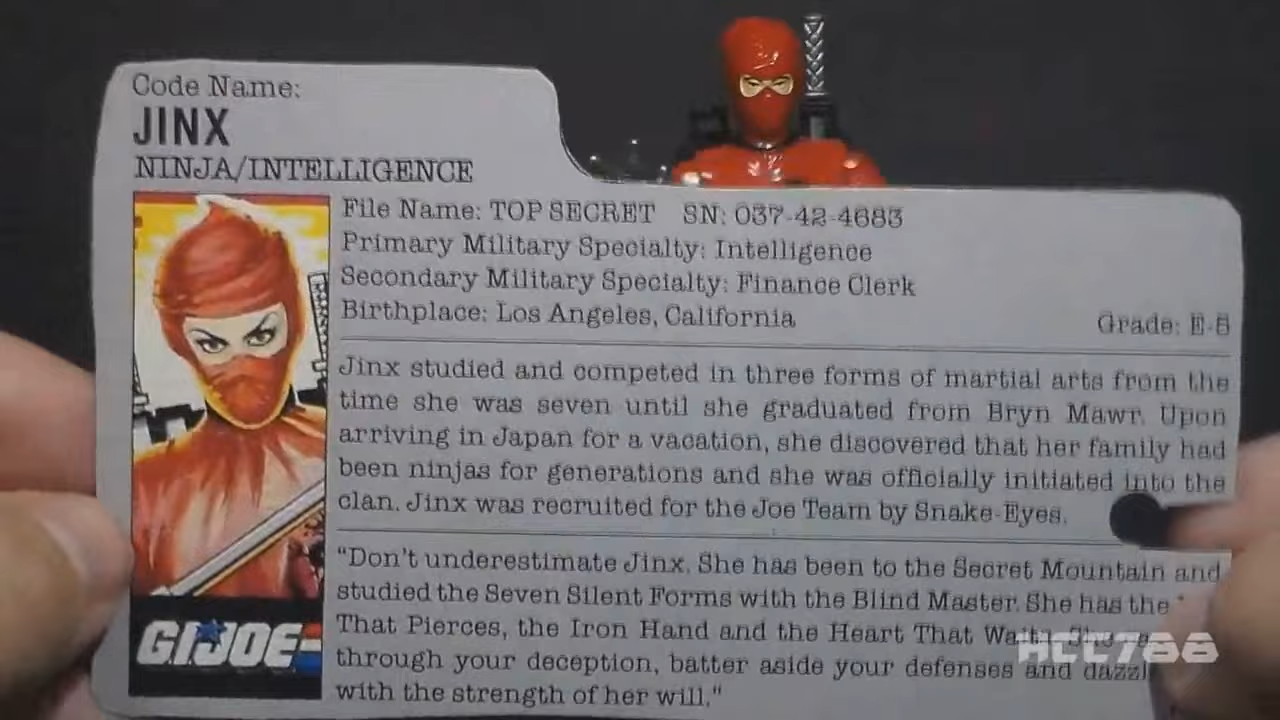 Code Name:
JINX
NINJA/INTELLIGENCE
File Name: TOP SECRET SN: 037-42-4683
Primary Military Specialty: Intelligence
Secondary Military Specialty: Finance Clerk
Birthplace: Los Angeles, California
Grade: E-5
Jinx studied and competed in three forms of martial arts from the
time she was seven until she graduated from Bryn Mawr. Upon
arriving in Japan for a vacation, she discovered that her family had
been ninjas for generations and she was officially initiated into the
clan. Jinx was recruited for the Joe Team by Snake-Eyes.
"Don't underestimate Jinx. She has been to the Secret Mountain and
studied the Seven Silent Forms with the Blind Master. She has the
That Pierces, the Iron Hand and the Heart That
through your deception, batter aside your defenses and
with the strength of her will."
GI JOE
HCC788